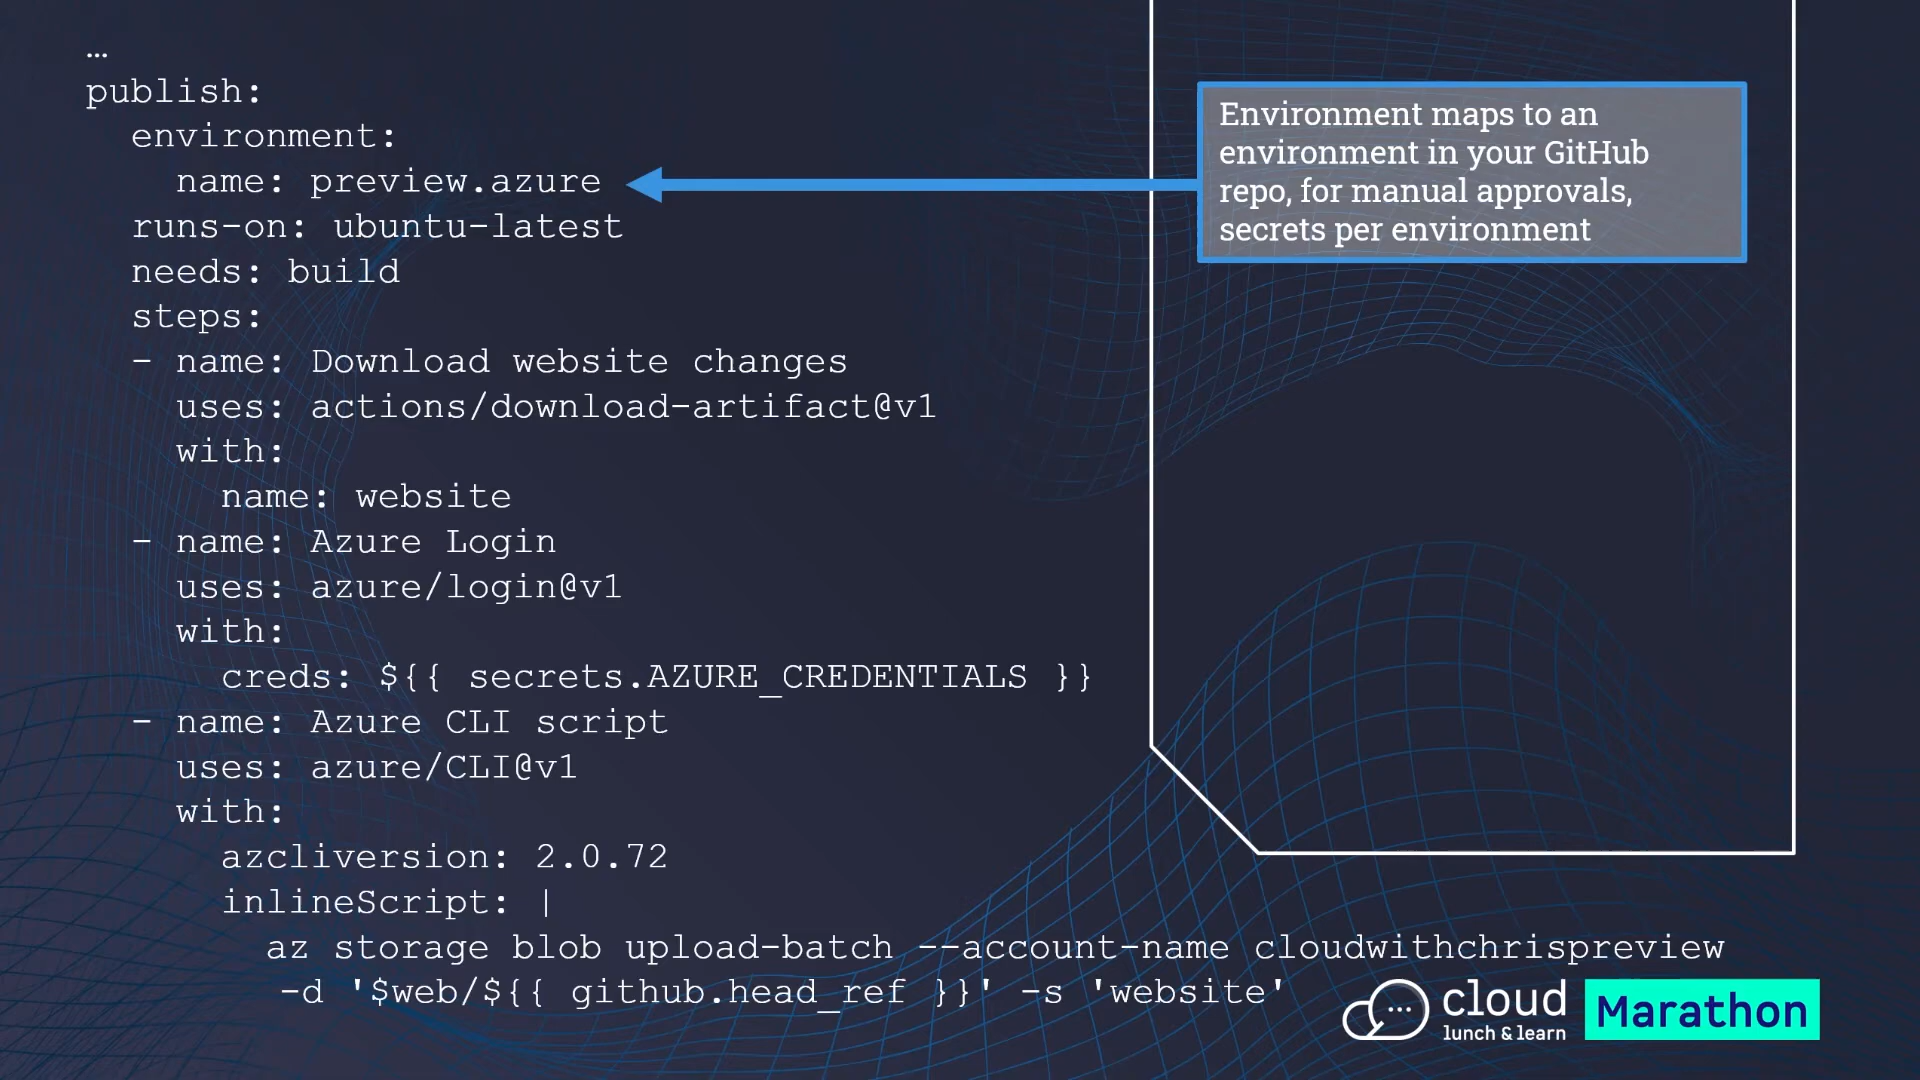 …
publish:
environment:
name: preview.azure
runs-on: ubuntu-latest
needs: build
steps:
- name: Download website changes
uses: actions/download-artifact@v1
with:
name: website
- name: Azure Login
uses: azure/login@v1
with:
creds: ${{ secrets.AZURE_CREDENTIALS }}
- name: Azure CLI script
uses: azure/CLI@v1
with:
azcliversion: 2.0.72
inlineScript: |
az storage blob upload-batch --account-name cloudwithchrispreview
-d '$web/${{ github.head_ref }}' -s 'website'
Environment maps to an
environment in your GitHub
repo, for manual approvals,
secrets per environment
cloud
lunch & learn
Marathon